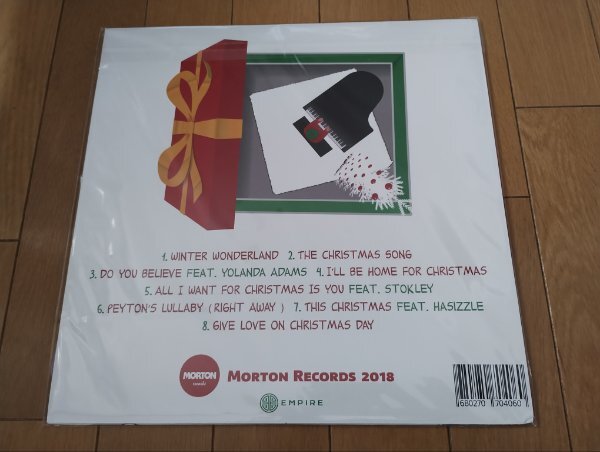 1. WINTER WONDERLAND 2. THE CHRISTMAS SONG
3. DO YOU BELIEVE FEAT. YOLANDA ADAMS 4. I'LL BE HOME FOR CHRISTMAS
5. ALL I WANT FOR CHRISTMAS IS YOU FEAT. STOKLEY
6. PEYTON'S LULLABY (RIGHT AWAY ) 7. THIS CHRISTMAS FEAT. HASIZZLE
8. GIVE LOVE ON CHRISTMAS DAY
MORTON
records
MORTON RECORDS 2018
EMPIRE
680270 704060